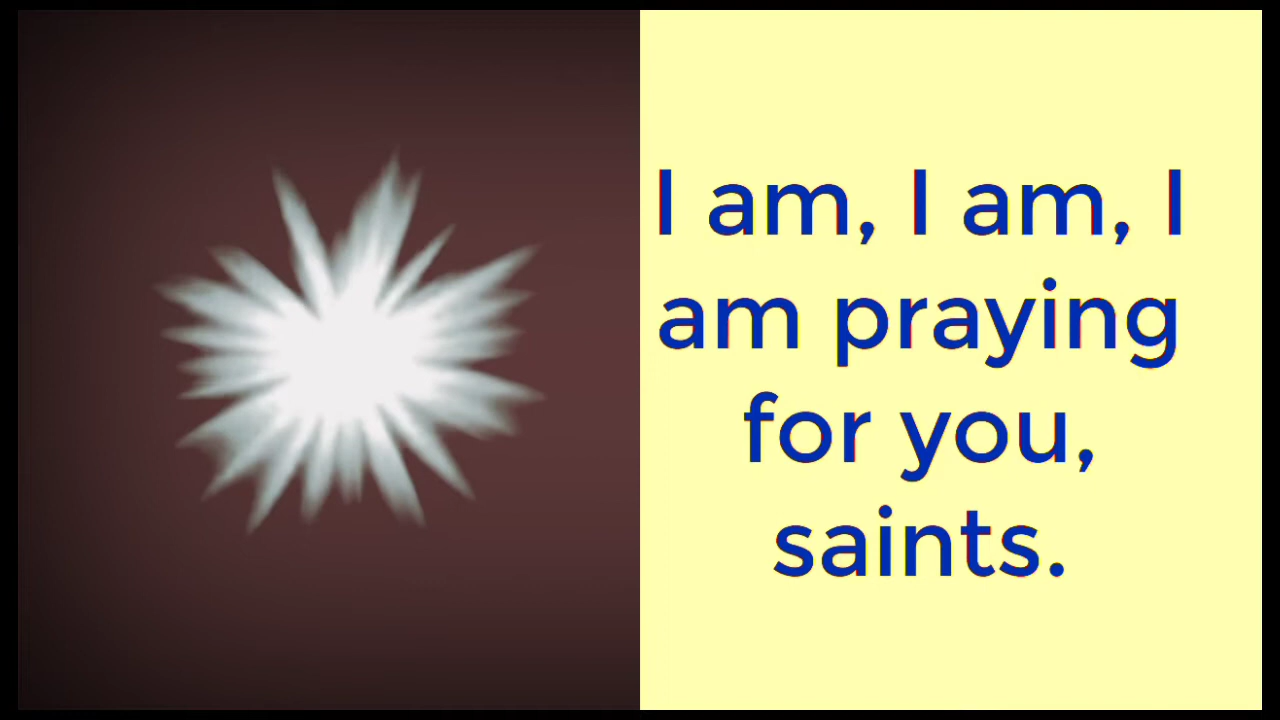 I am, I am, I
am praying
for you,
saints.